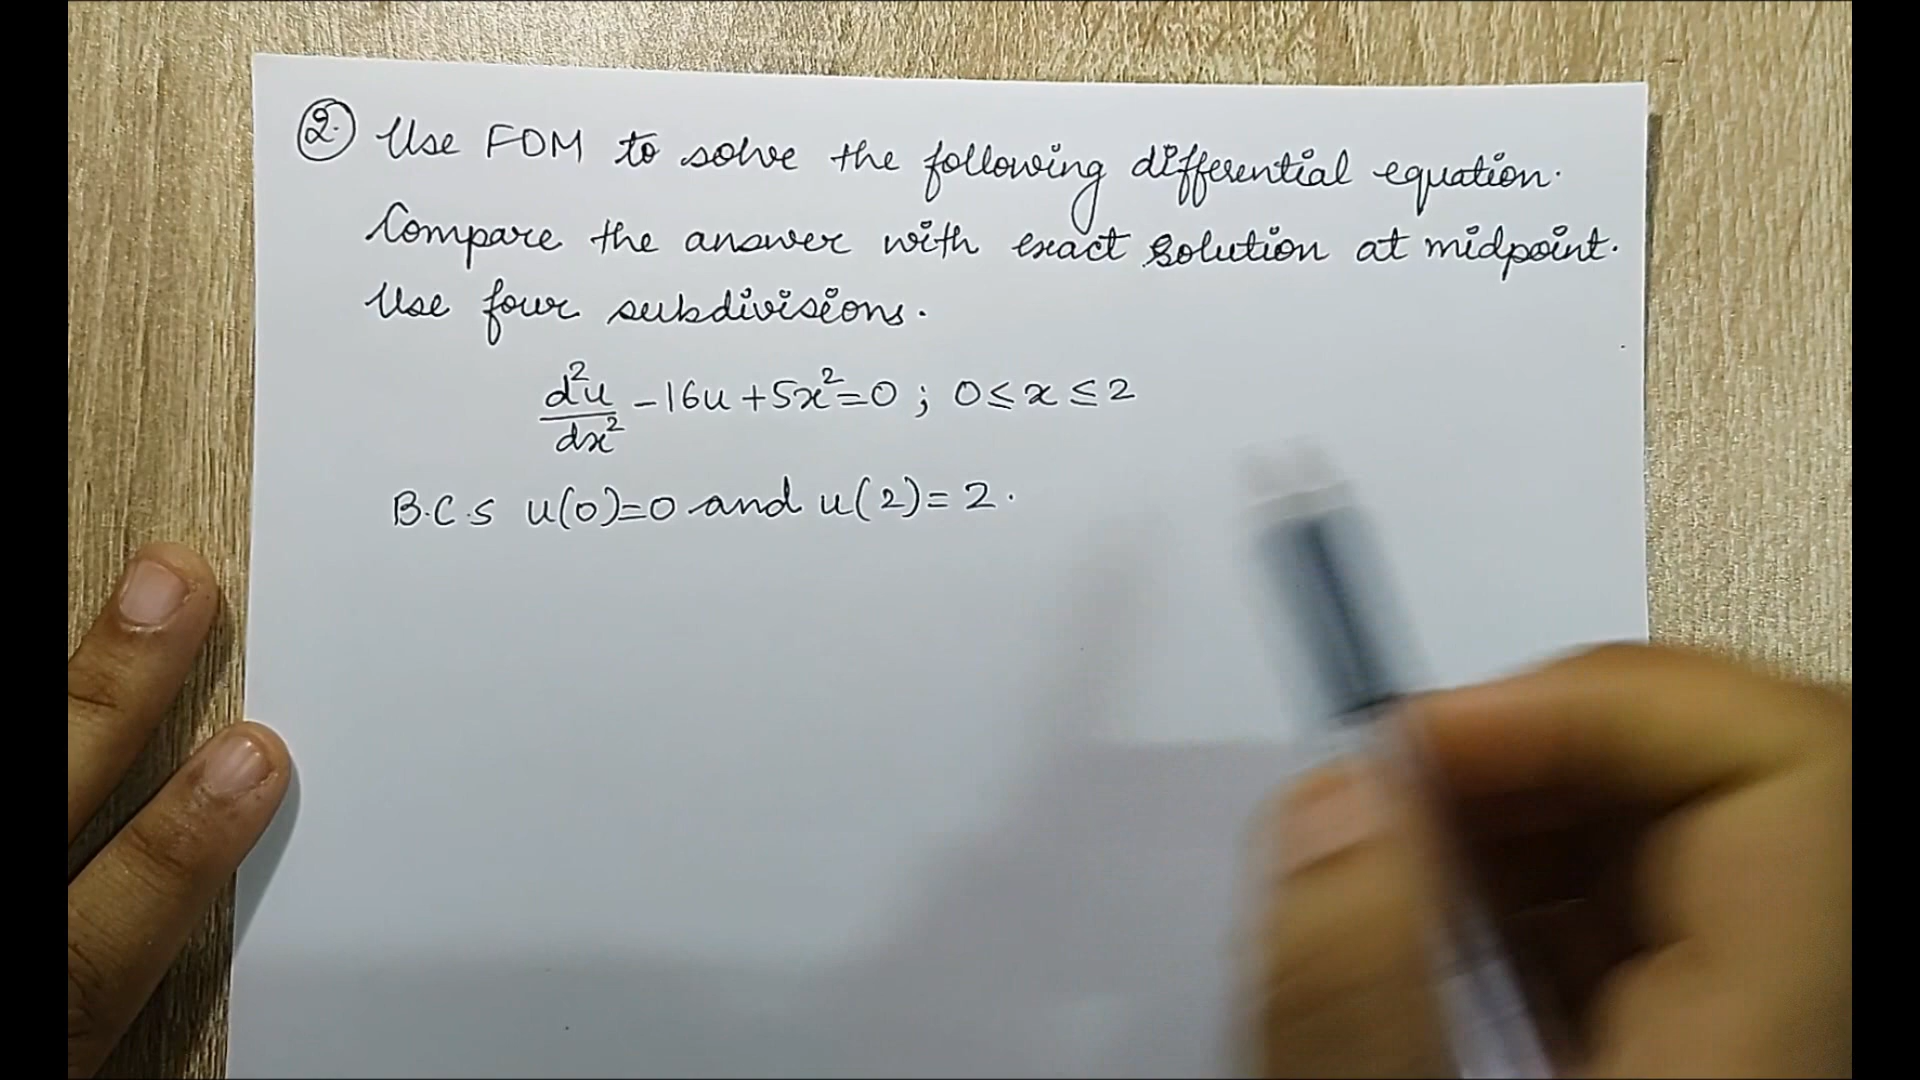 2. Use FDM to solve the following differential equation.
Compare the answer with exact solution at midpoint.
Use four subdivisions.
d²u/dx² - 16u + 5x² = 0 ; 0 ≤ x ≤ 2
B.C.s u(0)=0 and u(2)= 2.